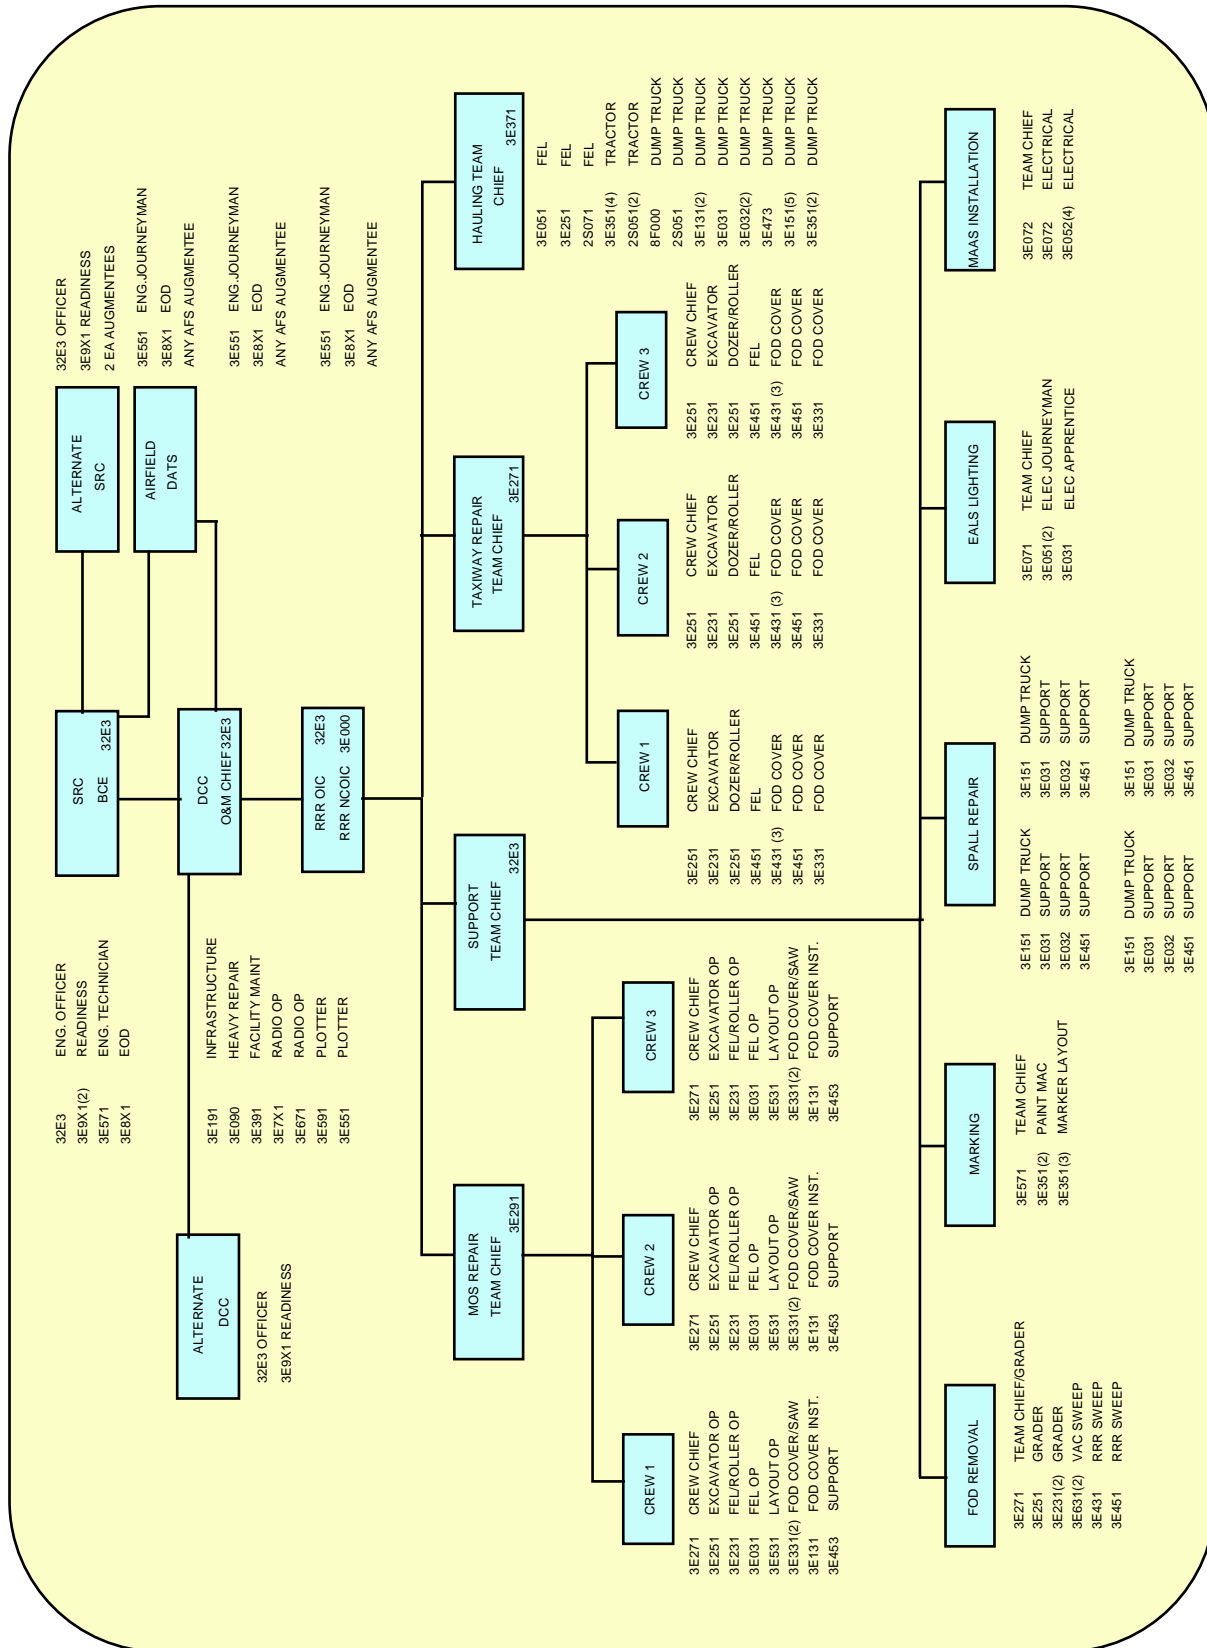 32E3 ENG. OFFICER
3E9X1(2) READINESS
3E571 ENG. TECHNICIAN
3E8X1 EOD
SRC
BCE 32E3
ALTERNATE
SRC
32E3 OFFICER
3E9X1 READINESS
2 EA AUGMENTEES
AIRFIELD
DATS
3E551 ENG.JOURNEYMAN
3E8X1 EOD
ANY AFS AUGMENTEE
3E551 ENG.JOURNEYMAN
3E8X1 EOD
ANY AFS AUGMENTEE
3E551 ENG.JOURNEYMAN
3E8X1 EOD
ANY AFS AUGMENTEE
ALTERNATE
DCC
32E3 OFFICER
3E9X1 READINESS
DCC
O&M CHIEF 32E3
3E191 INFRASTRUCTURE
3E090 HEAVY REPAIR
3E391 FACILITY MAINT
3E7X1 RADIO OP
3E671 RADIO OP
3E591 PLOTTER
3E551 PLOTTER
RRR OIC 32E3
RRR NCOIC 3E000
MOS REPAIR
TEAM CHIEF
3E291
SUPPORT
TEAM CHIEF
32E3
TAXIWAY REPAIR
TEAM CHIEF
3E271
HAULING TEAM
CHIEF
3E371
3E051 FEL
3E251 FEL
2S071 FEL
3E351(4) TRACTOR
2S051(2) TRACTOR
8F000 DUMP TRUCK
2S051 DUMP TRUCK
3E131(2) DUMP TRUCK
3E031 DUMP TRUCK
3E032(2) DUMP TRUCK
3E473 DUMP TRUCK
3E151(5) DUMP TRUCK
3E351(2) DUMP TRUCK
CREW 1
3E271 CREW CHIEF
3E251 EXCAVATOR OP
3E231 FEL/ROLLER OP
3E031 FEL OP
3E531 LAYOUT OP
3E331(2) FOD COVER/SAW
3E131 FOD COVER INST.
3E453 SUPPORT
CREW 2
3E271 CREW CHIEF
3E251 EXCAVATOR OP
3E231 FEL/ROLLER OP
3E031 FEL OP
3E531 LAYOUT OP
3E331(2) FOD COVER/SAW
3E131 FOD COVER INST.
3E453 SUPPORT
CREW 3
3E271 CREW CHIEF
3E251 EXCAVATOR OP
3E231 FEL/ROLLER OP
3E031 FEL OP
3E531 LAYOUT OP
3E331(2) FOD COVER/SAW
3E131 FOD COVER INST.
3E453 SUPPORT
CREW 1
3E251 CREW CHIEF
3E231 EXCAVATOR
3E251 DOZER/ROLLER
3E451 FEL
3E431 (3) FOD COVER
3E451 FOD COVER
3E331 FOD COVER
CREW 2
3E251 CREW CHIEF
3E231 EXCAVATOR
3E251 DOZER/ROLLER
3E451 FEL
3E431 (3) FOD COVER
3E451 FOD COVER
3E331 FOD COVER
CREW 3
3E251 CREW CHIEF
3E231 EXCAVATOR
3E251 DOZER/ROLLER
3E451 FEL
3E431 (3) FOD COVER
3E451 FOD COVER
3E331 FOD COVER
FOD REMOVAL
3E271 TEAM CHIEF/GRADER
3E251 GRADER
3E231(2) GRADER
3E631(2) VAC SWEEP
3E431 RRR SWEEP
3E451 RRR SWEEP
MARKING
3E571 TEAM CHIEF
3E351(2) PAINT MAC
3E351(3) MARKER LAYOUT
SPALL REPAIR
3E151 DUMP TRUCK
3E031 SUPPORT
3E032 SUPPORT
3E451 SUPPORT
3E151 DUMP TRUCK
3E031 SUPPORT
3E032 SUPPORT
3E451 SUPPORT
3E151 DUMP TRUCK
3E031 SUPPORT
3E032 SUPPORT
3E451 SUPPORT
3E151 DUMP TRUCK
3E031 SUPPORT
3E032 SUPPORT
3E451 SUPPORT
EALS LIGHTING
3E071 TEAM CHIEF
3E051(2) ELEC JOURNEYMAN
3E031 ELEC APPRENTICE
MAAS INSTALLATION
3E072 TEAM CHIEF
3E072 ELECTRICAL
3E052(4) ELECTRICAL